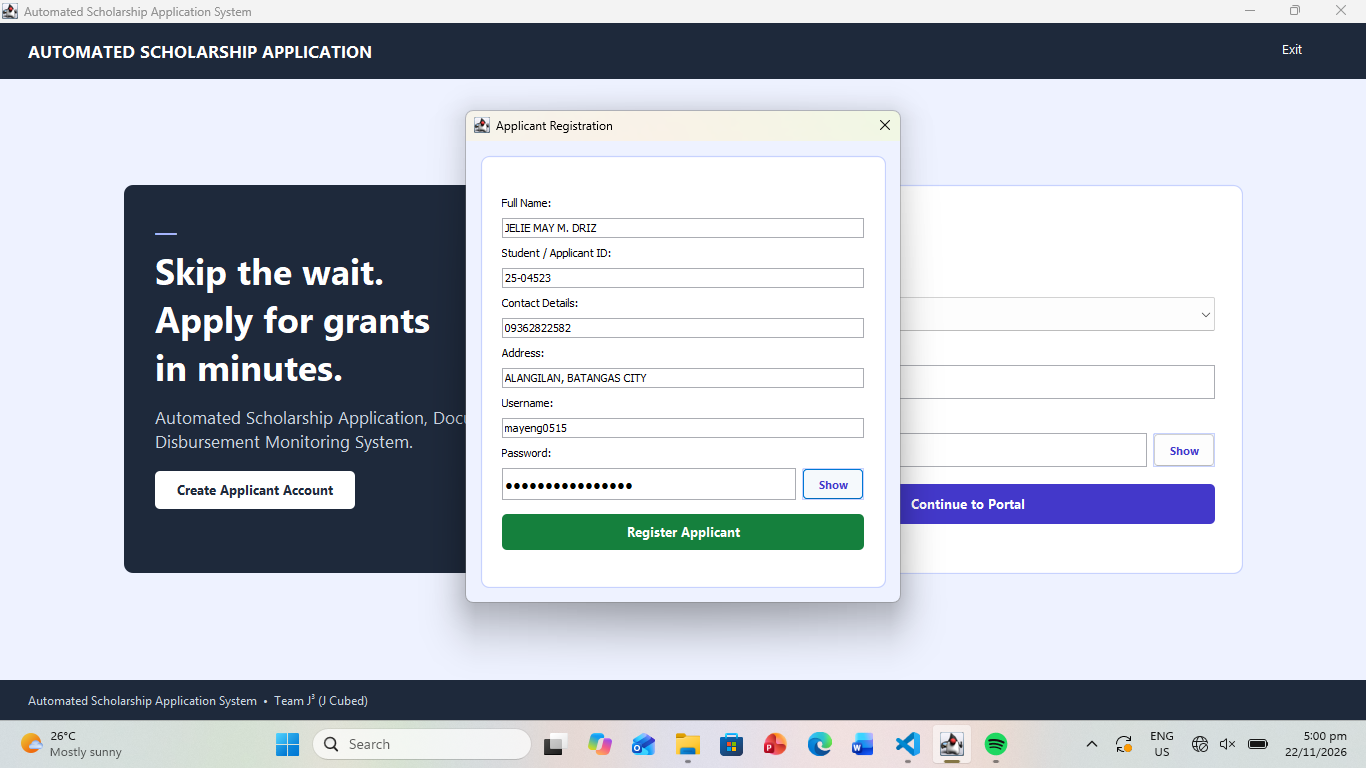 Automated Scholarship Application System
AUTOMATED SCHOLARSHIP APPLICATION
Exit
Applicant Registration
Full Name:
JELIE MAY M. DRIZ
Student / Applicant ID:
25-04523
Contact Details:
09362822582
Address:
ALANGILAN, BATANGAS CITY
Username:
mayeng0515
Password:
●●●●●●●●●●●●●●●●
Show
Register Applicant
Skip the wait.
Apply for grants
in minutes.
Automated Scholarship Application,
Disbursement Monitoring System.
Create Applicant Account
Show
Continue to Portal
Automated Scholarship Application System • Team J³ (J Cubed)
26°C
Mostly sunny
Search
ENG
US
5:00 pm
22/11/2026